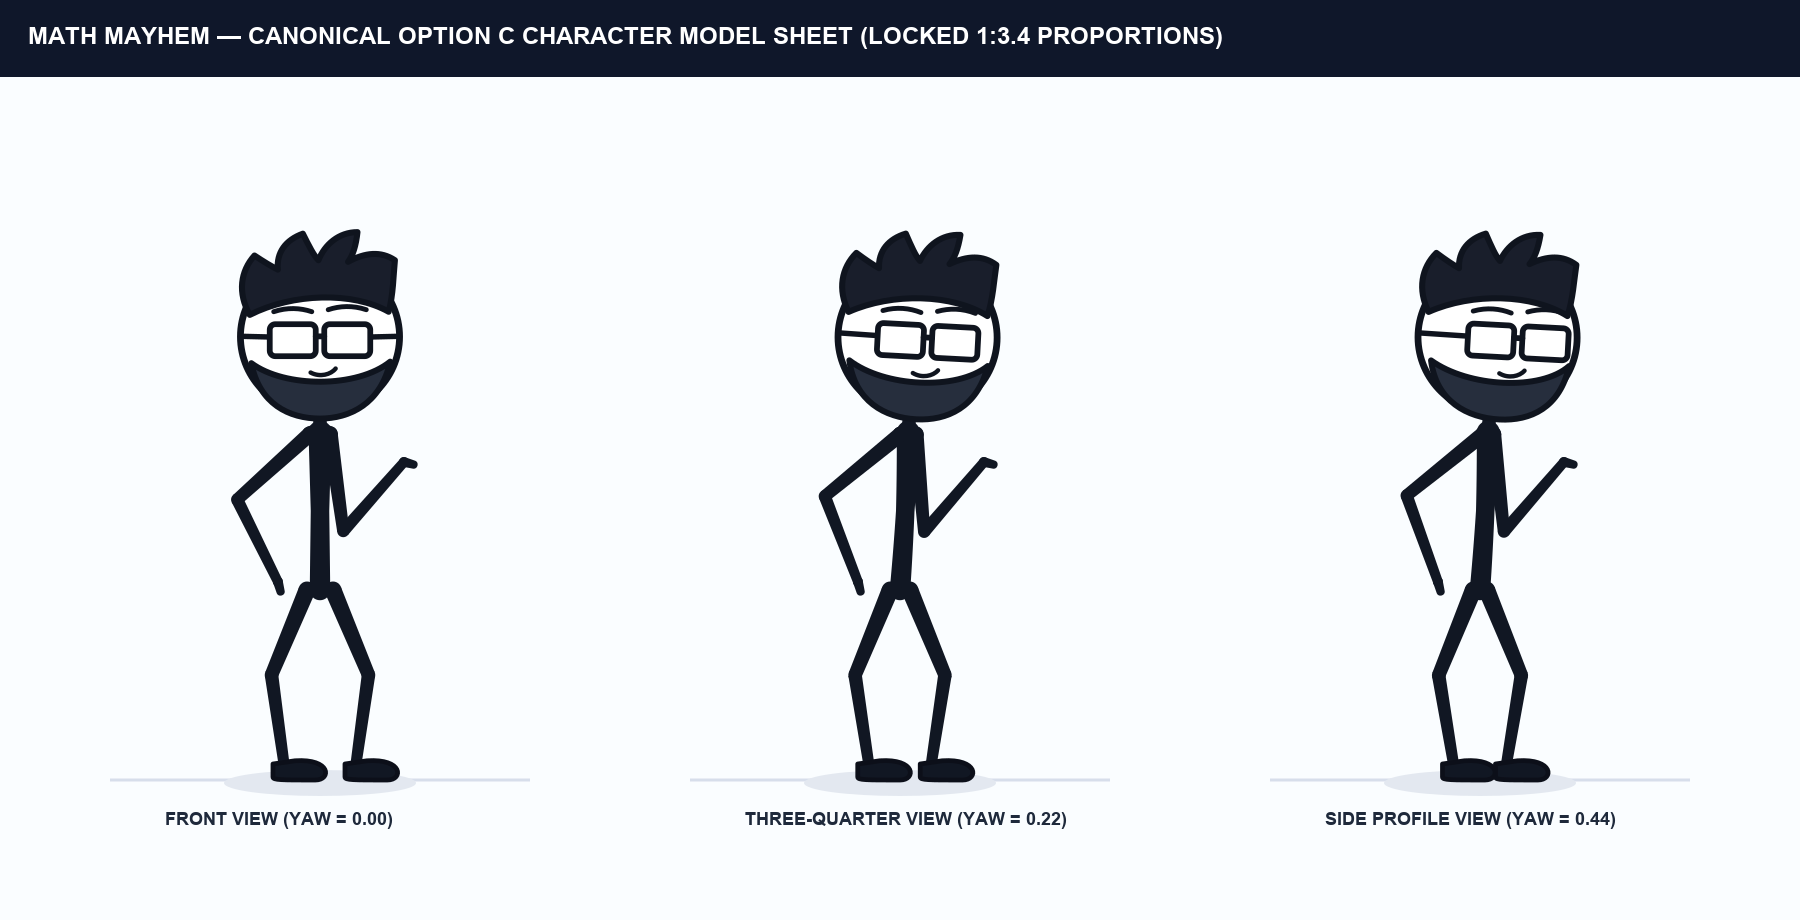 MATH MAYHEM — CANONICAL OPTION C CHARACTER MODEL SHEET (LOCKED 1:3.4 PROPORTIONS)
FRONT VIEW (YAW = 0.00)
THREE-QUARTER VIEW (YAW = 0.22)
SIDE PROFILE VIEW (YAW = 0.44)